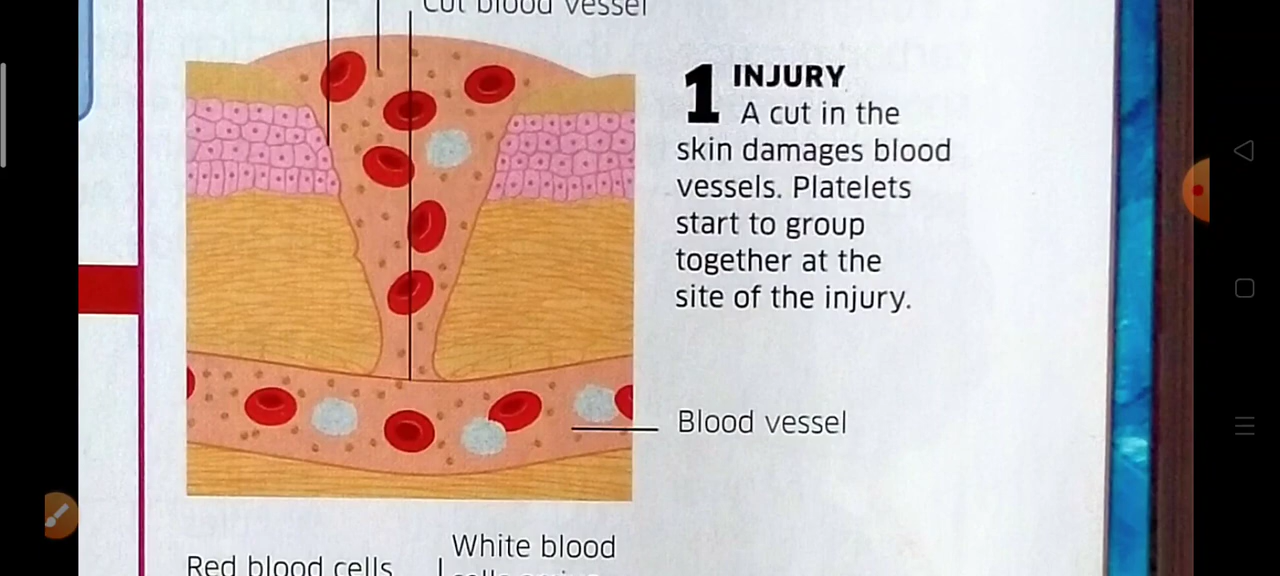 Cut blood vessel
1 INJURY
A cut in the
skin damages blood
vessels. Platelets
start to group
together at the
site of the injury.
Blood vessel
White blood
Red blood cells